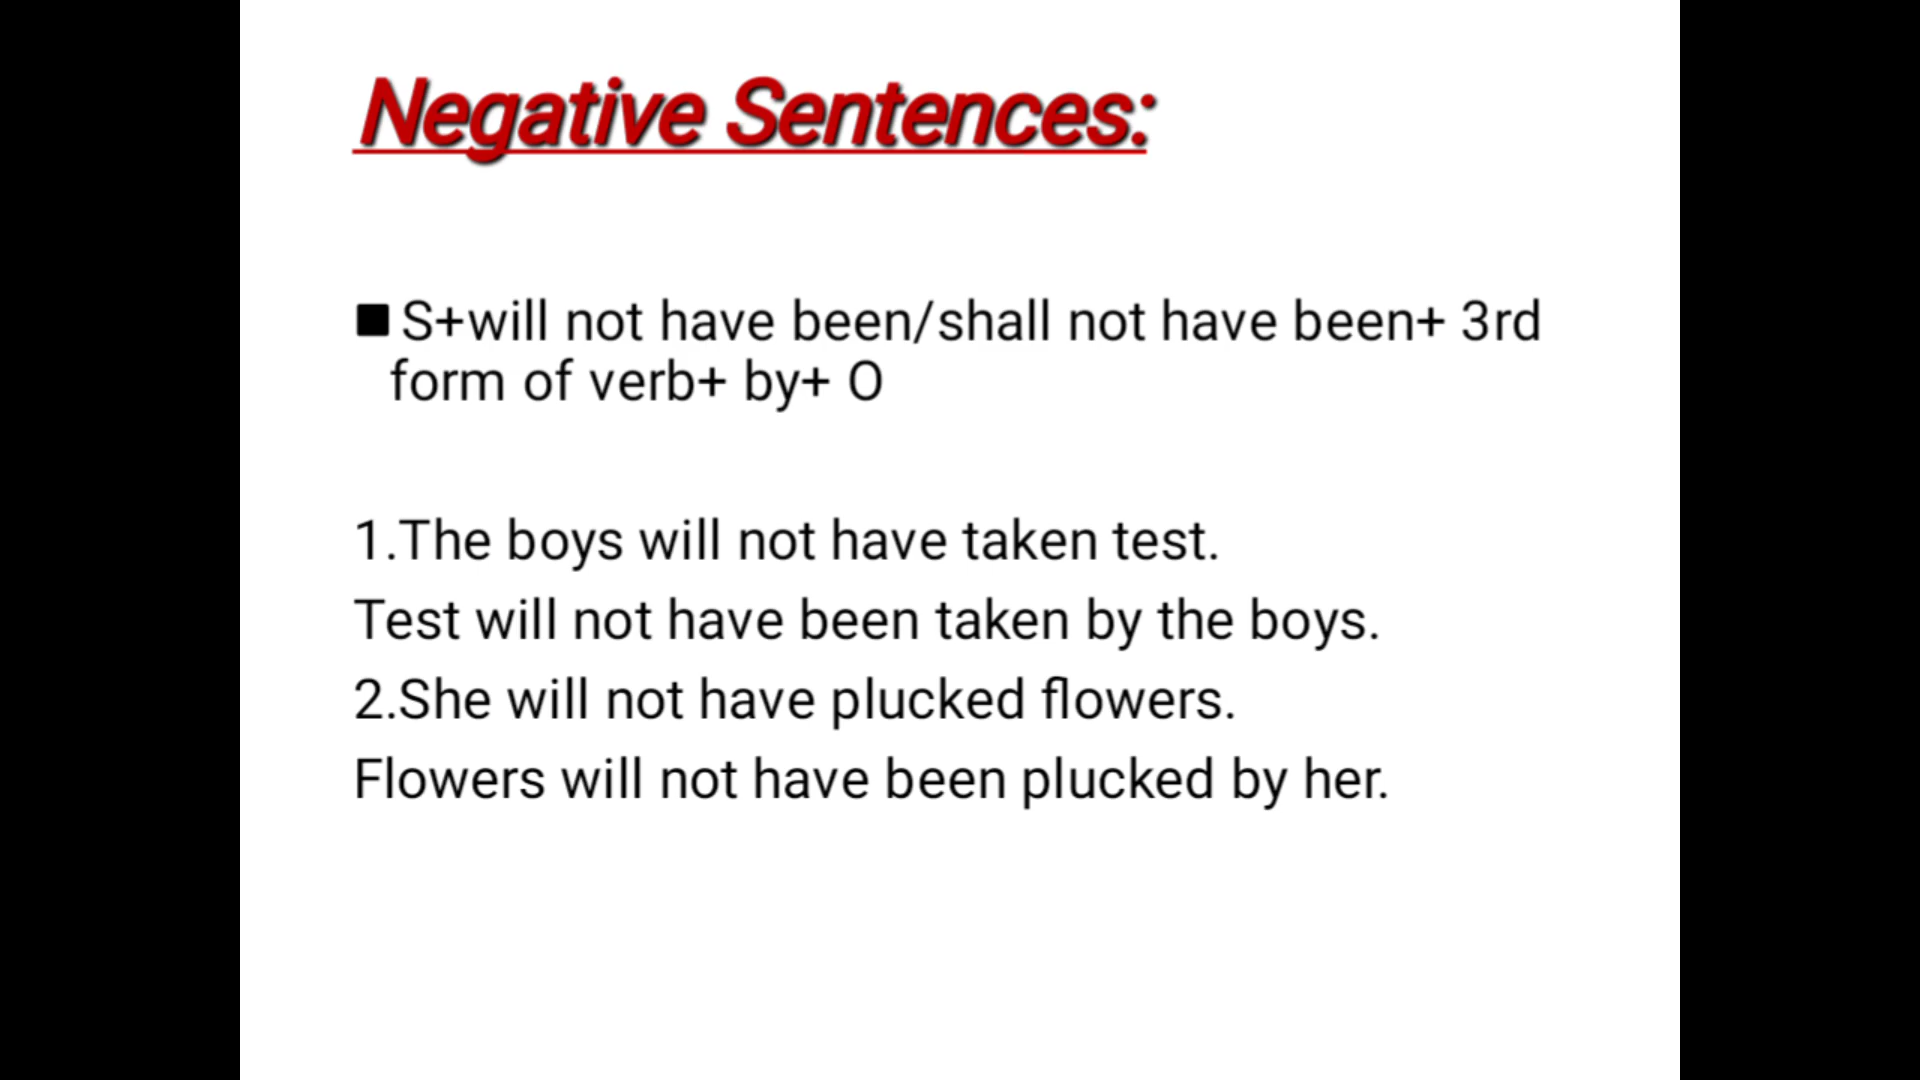 Negative Sentences:
■ S+will not have been/shall not have been+ 3rd
form of verb+ by+ O
1.The boys will not have taken test.
Test will not have been taken by the boys.
2.She will not have plucked flowers.
Flowers will not have been plucked by her.